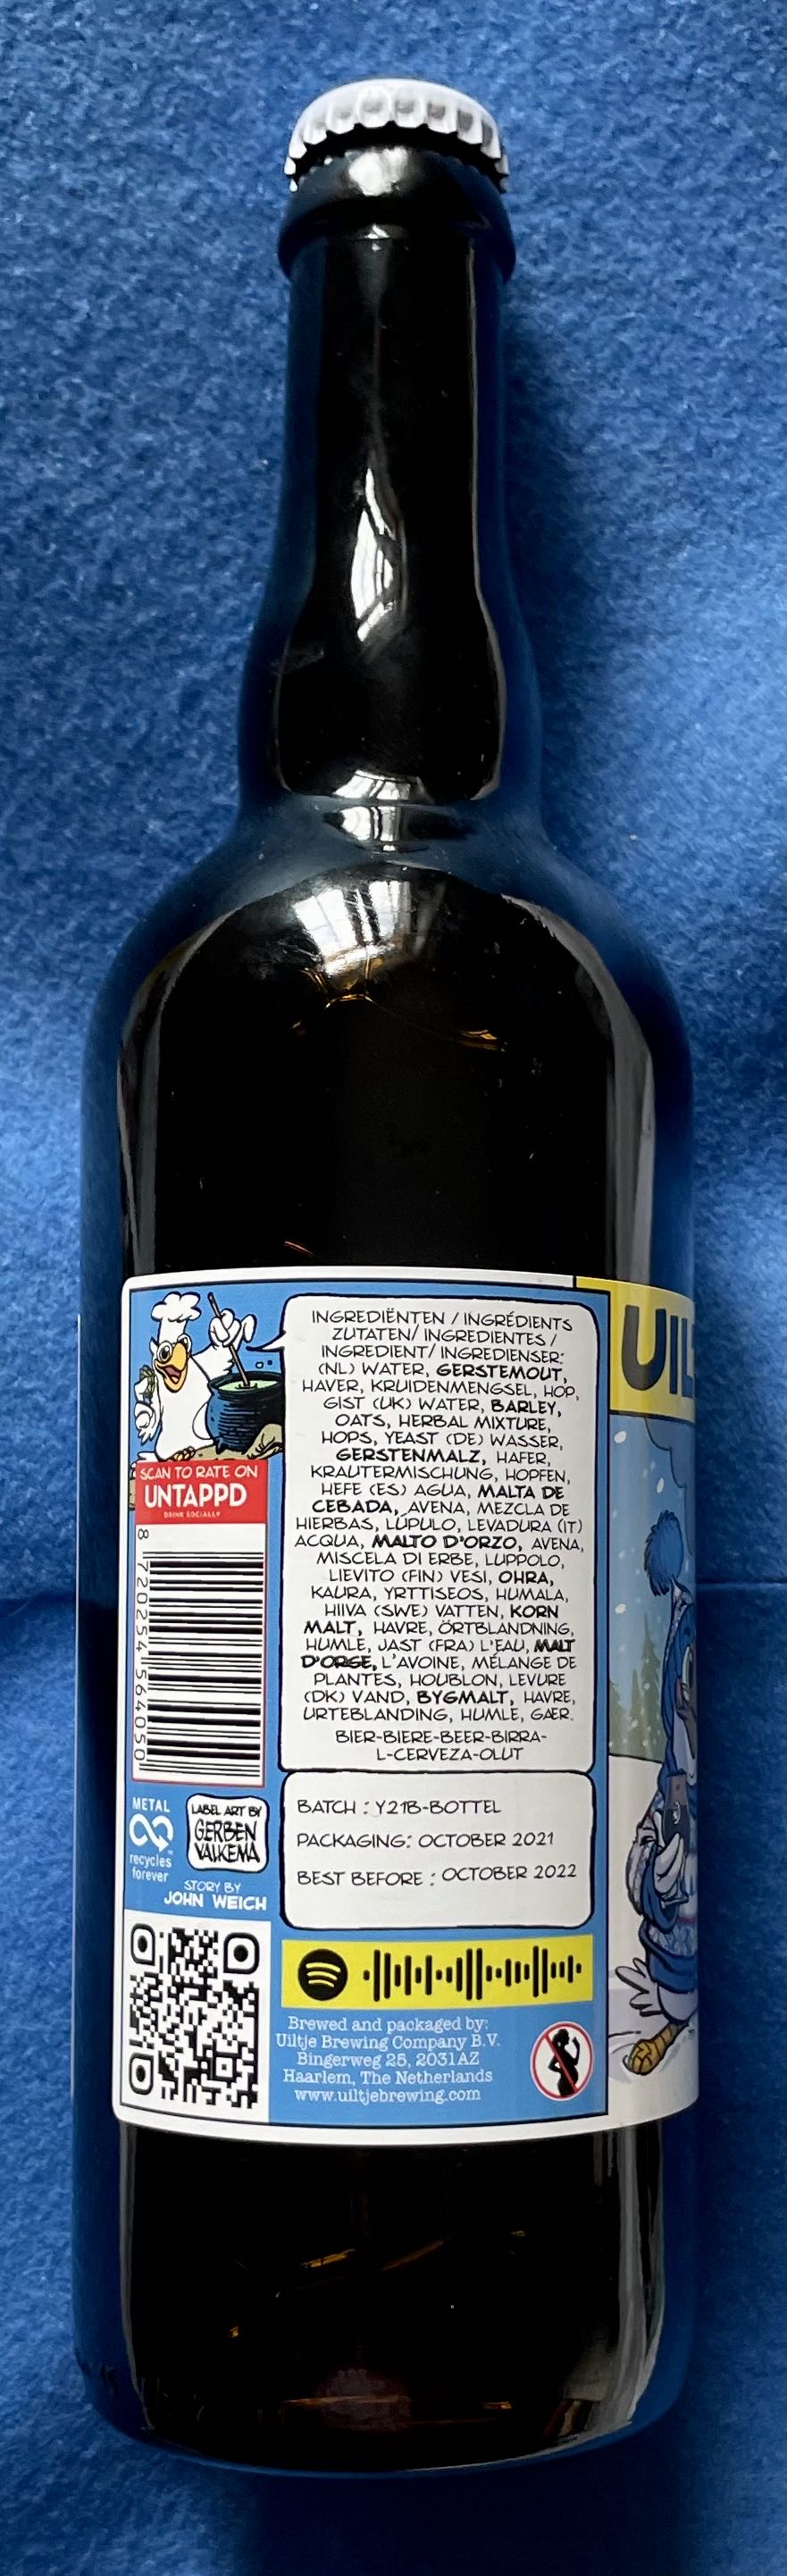 INGREDIËNTEN / INGRÉDIENTS
ZUTATEN/ INGREDIENTES /
INGREDIENT/ INGREDIENSER:
(NL) WATER, GERSTEMOUT,
HAVER, KRUIDENMENGSEL, HOP,
GIST (UK) WATER, BARLEY,
OATS, HERBAL MIXTURE,
HOPS, YEAST (DE) WASSER,
GERSTENMALZ, HAFER,
KRAUTERMISCHUNG, HOPFEN,
HEFE (ES) AGUA, MALTA DE
CEBADA, AVENA, MEZCLA DE
HIERBAS, LÚPULO, LEVADURA (IT)
ACQUA, MALTO D'ORZO, AVENA,
MISCELA DI ERBE, LUPPOLO,
LIEVITO (FIN) VESI, OHRA,
KAURA, YRTTISEOS, HUMALA,
HIIVA (SWE) VATTEN, KORN
MALT, HAVRE, ÖRTBLANDNING,
HUMLE, JAST (FRA) L'EAU, MALT
D'ORGE, L'AVOINE, MÉLANGE DE
PLANTES, HOUBLON, LEVURE
(DK) VAND, BYGMALT, HAVRE,
URTEBLANDING, HUMLE, GÆR.
BIER-BIERE-BEER-BIRRA-
L-CERVEZA-OLUT
SCAN TO RATE ON
UNTAPPD
DRINK SOCIALLY
8 720254 564050
METAL
recycles
forever
LABEL ART BY
GERBEN
VALKEMA
STORY BY
JOHN WEICH
BATCH : Y21B-BOTTEL
PACKAGING: OCTOBER 2021
BEST BEFORE : OCTOBER 2022
Brewed and packaged by:
Uiltje Brewing Company B.V.
Bingerweg 25, 2031AZ
Haarlem, The Netherlands
www.uiltjebrewing.com
UIL